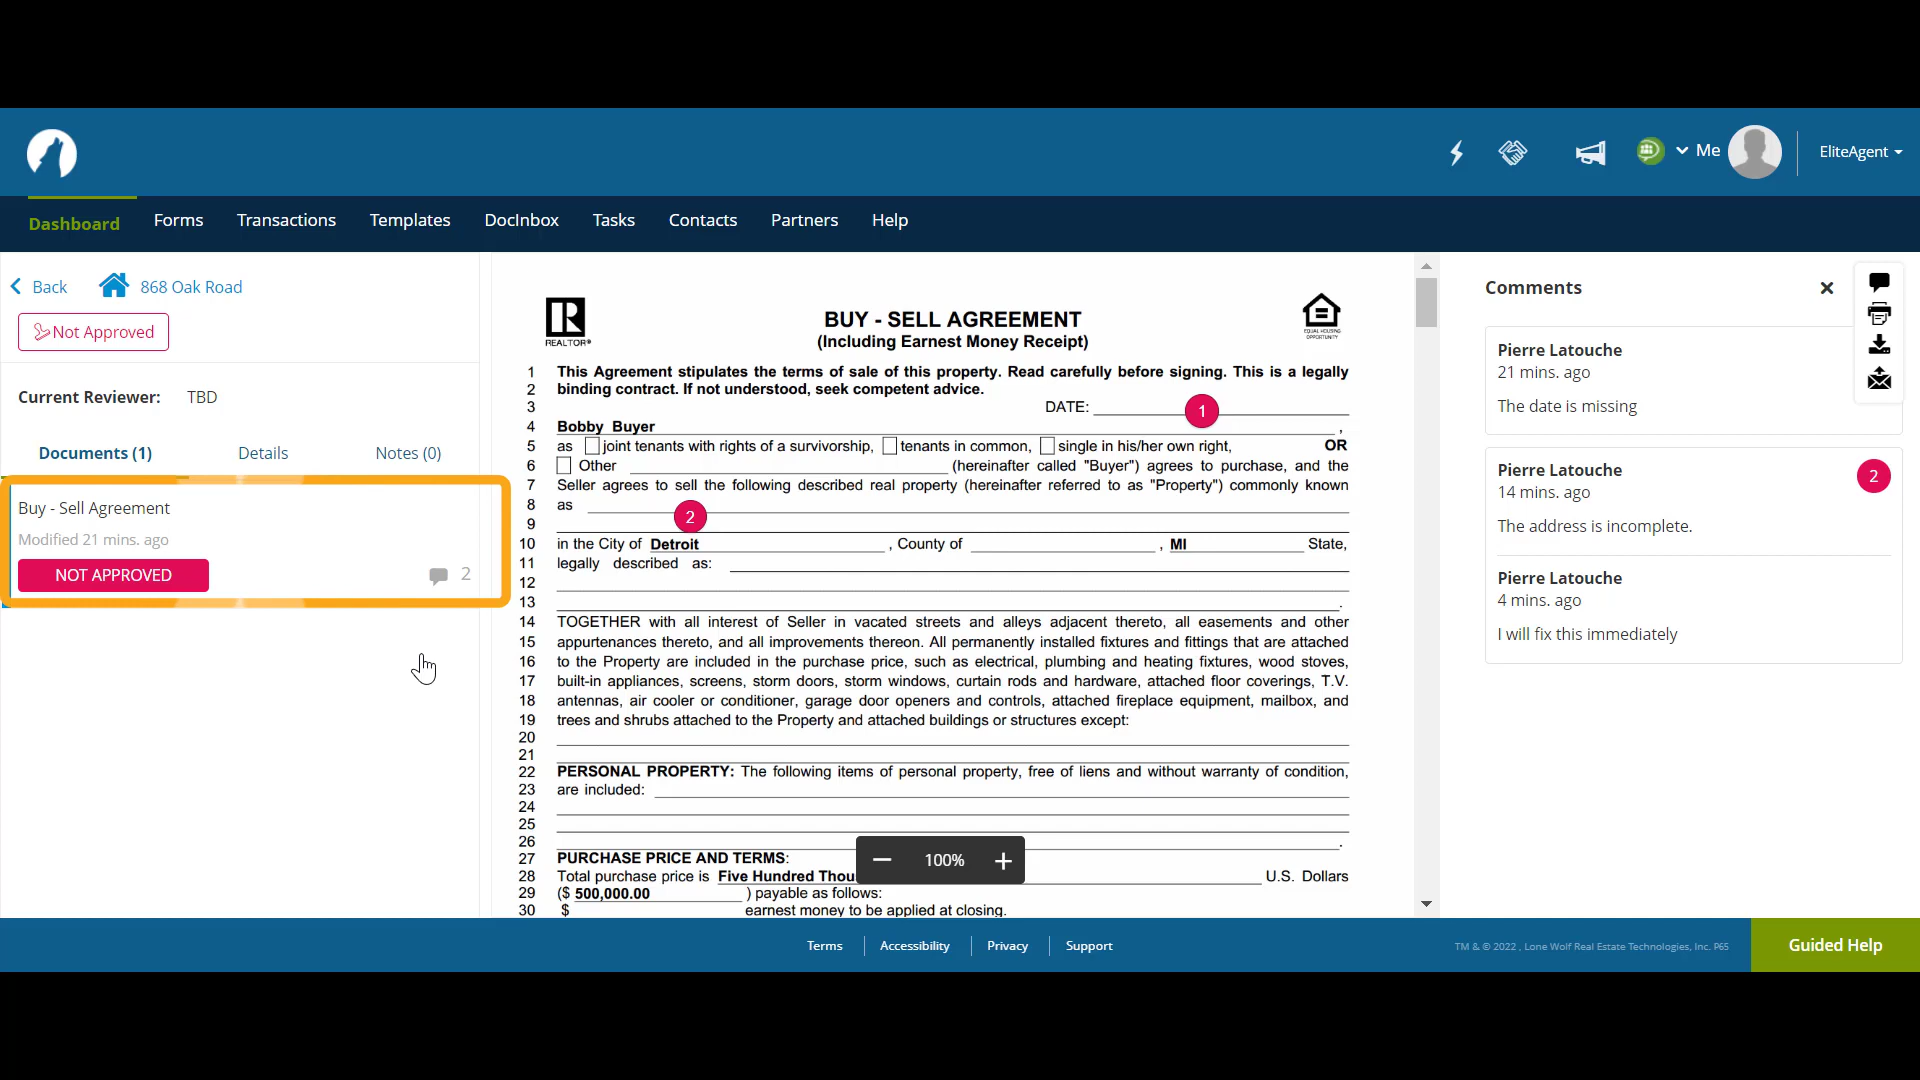 Me
EliteAgent
Dashboard Forms Transactions Templates DocInbox Tasks Contacts Partners Help
Back 868 Oak Road
Not Approved
Current Reviewer: TBD
Documents (1) Details Notes (0)
Buy - Sell Agreement
Modified 21 mins. ago
NOT APPROVED 2
REALTOR®
BUY - SELL AGREEMENT
(Including Earnest Money Receipt)
EQUAL HOUSING
OPPORTUNITY
1 This Agreement stipulates the terms of sale of this property. Read carefully before signing. This is a legally
2 binding contract. If not understood, seek competent advice.
3 DATE: 1
4 Bobby Buyer ,
5 as joint tenants with rights of a survivorship, tenants in common, single in his/her own right, OR
6 Other (hereinafter called "Buyer") agrees to purchase, and the
7 Seller agrees to sell the following described real property (hereinafter referred to as "Property") commonly known
8 as
2
9
10 in the City of Detroit , County of , MI State,
11 legally described as:
12
13 .
14 TOGETHER with all interest of Seller in vacated streets and alleys adjacent thereto, all easements and other
15 appurtenances thereto, and all improvements thereon. All permanently installed fixtures and fittings that are attached
16 to the Property are included in the purchase price, such as electrical, plumbing and heating fixtures, wood stoves,
17 built-in appliances, screens, storm doors, storm windows, curtain rods and hardware, attached floor coverings, T.V.
18 antennas, air cooler or conditioner, garage door openers and controls, attached fireplace equipment, mailbox, and
19 trees and shrubs attached to the Property and attached buildings or structures except:
20
21
22 PERSONAL PROPERTY: The following items of personal property, free of liens and without warranty of condition,
23 are included:
24
25
26 .
27 PURCHASE PRICE AND TERMS:
28 Total purchase price is Five Hundred Thou U.S. Dollars
29 ($ 500,000.00 ) payable as follows:
30 $ earnest money to be applied at closing.
100%
Comments
Pierre Latouche
21 mins. ago
The date is missing
Pierre Latouche 2
14 mins. ago
The address is incomplete.
Pierre Latouche
4 mins. ago
I will fix this immediately
Terms Accessibility Privacy Support
TM & © 2022 , Lone Wolf Real Estate Technologies, Inc. P65
Guided Help